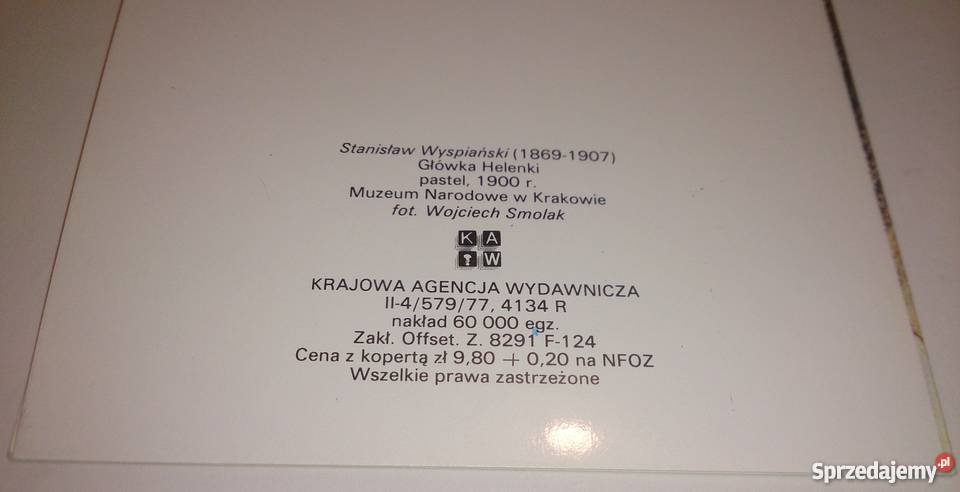 Stanisław Wyspiański (1869-1907)
Główka Helenki
pastel, 1900 r.
Muzeum Narodowe w Krakowie
fot. Wojciech Smolak
K A
W
KRAJOWA AGENCJA WYDAWNICZA
II-4/579/77, 4134 R
nakład 60 000 egz.
Zakł. Offset. Z. 8291 F-124
Cena z kopertą zł 9,80 + 0,20 na NFOZ
Wszelkie prawa zastrzeżone
Sprzedajemy.pl